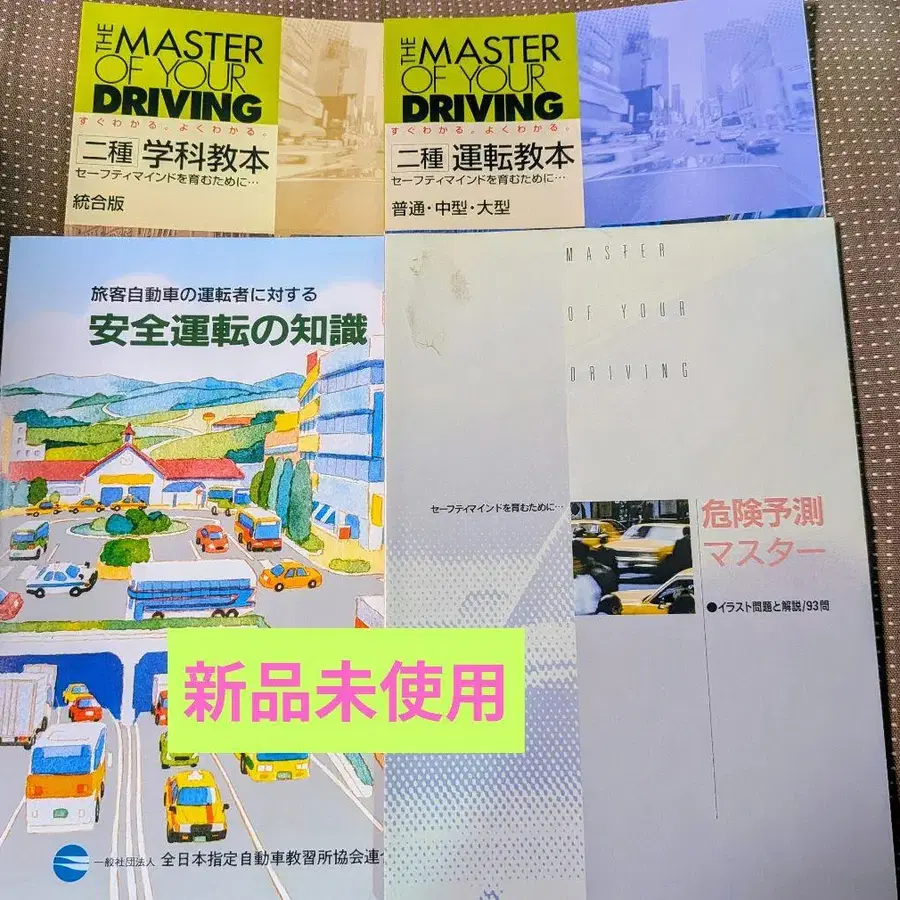 THE MASTER
OF YOUR
DRIVING
すぐわかる。よくわかる。
二種 学科教本
セーフティマインドを育むために…
統合版
THE MASTER
OF YOUR
DRIVING
すぐわかる。よくわかる。
二種 運転教本
セーフティマインドを育むために…
普通・中型・大型
旅客自動車の運転者に対する
安全運転の知識
一般社団法人 全日本指定自動車教習所協会連
MASTER
OF YOUR
DRIVING
セーフティマインドを育むために…
危険予測
マスター
●イラスト問題と解説/93問
新品未使用